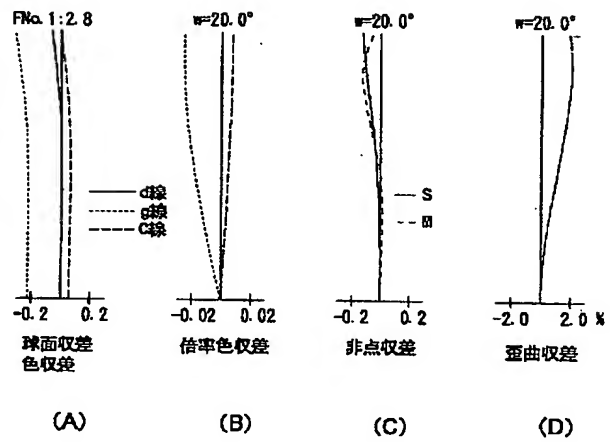 FNo. 1:2.8
w=20.0°
w=20.0°
w=20.0°
d線
g線
C線
S
M
-0.2
0.2
-0.02
0.02
-0.2
0.2
-2.0
2.0 %
球面収差
色収差
倍率色収差
非点収差
歪曲収差
(A)
(B)
(C)
(D)